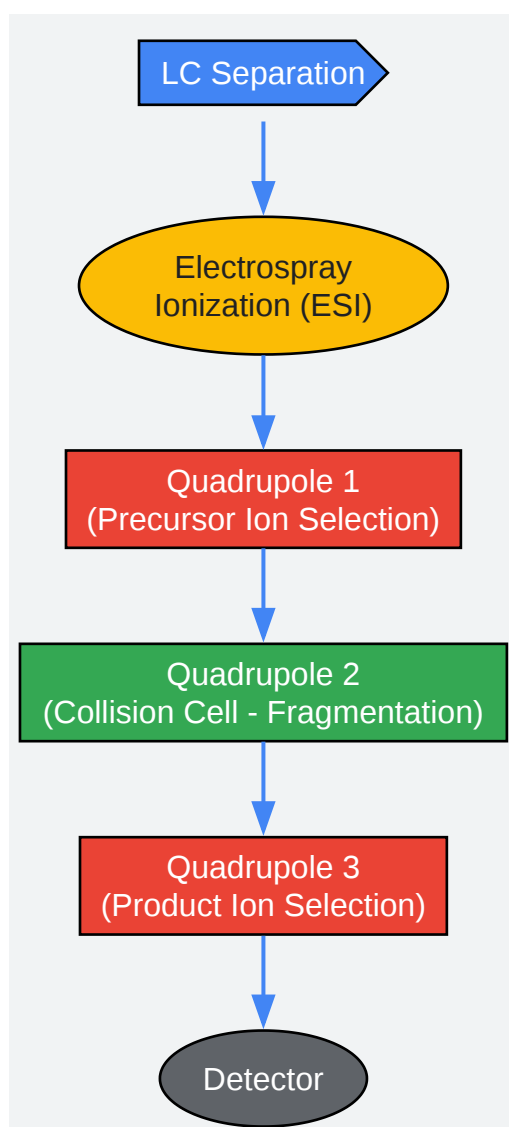 LC Separation
Electrospray
Ionization (ESI)
Quadrupole 1
(Precursor Ion Selection)
Quadrupole 2
(Collision Cell - Fragmentation)
Quadrupole 3
(Product Ion Selection)
Detector